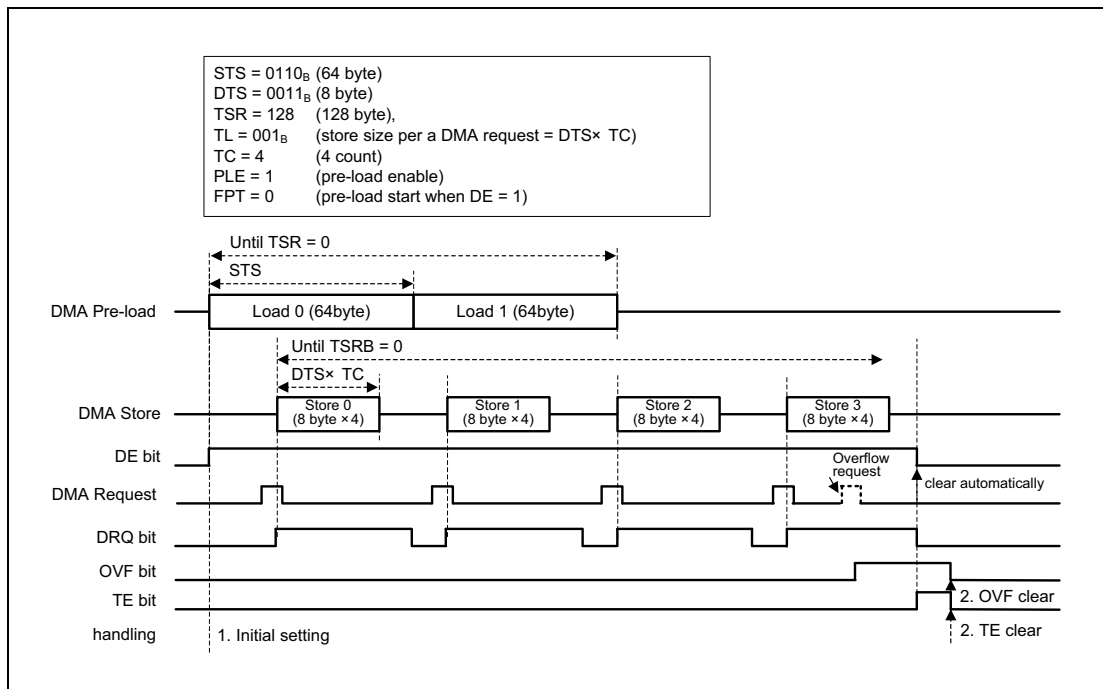 STS = 0110B (64 byte)
DTS = 0011B (8 byte)
TSR = 128 (128 byte),
TL = 001B (store size per a DMA request = DTS× TC)
TC = 4 (4 count)
PLE = 1 (pre-load enable)
FPT = 0 (pre-load start when DE = 1)
Until TSR = 0
STS
DMA Pre-load
Load 0 (64byte)
Load 1 (64byte)
Until TSRB = 0
DTS× TC
DMA Store
Store 0
(8 byte ×4)
Store 1
(8 byte ×4)
Store 2
(8 byte ×4)
Store 3
(8 byte ×4)
DE bit
Overflow
request
DMA Request
clear automatically
DRQ bit
OVF bit
2. OVF clear
TE bit
handling
1. Initial setting
2. TE clear